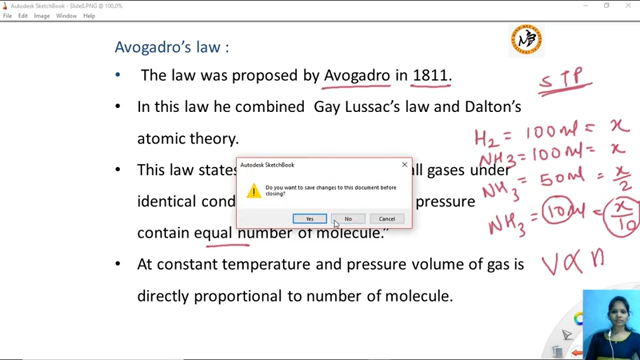 Autodesk SketchBook - Slide5.PNG @ 100.0%
File Edit Image Window Help
Avogadro's law :
STP
The law was proposed by Avogadro in 1811.
In this law he combined Gay Lussac's law and Dalton's
atomic theory.
H2 = 100ml = x
NH3 = 100ml = x
NH3 = 50ml = x/2
NH3 = 10ml = x/10
This law states
all gases under
identical cond
pressure
contain equal number of molecule."
Autodesk SketchBook
Do you want to save changes to this document before
closing?
Yes No Cancel
V∝n
At constant temperature and pressure volume of gas is
directly proportional to number of molecule.